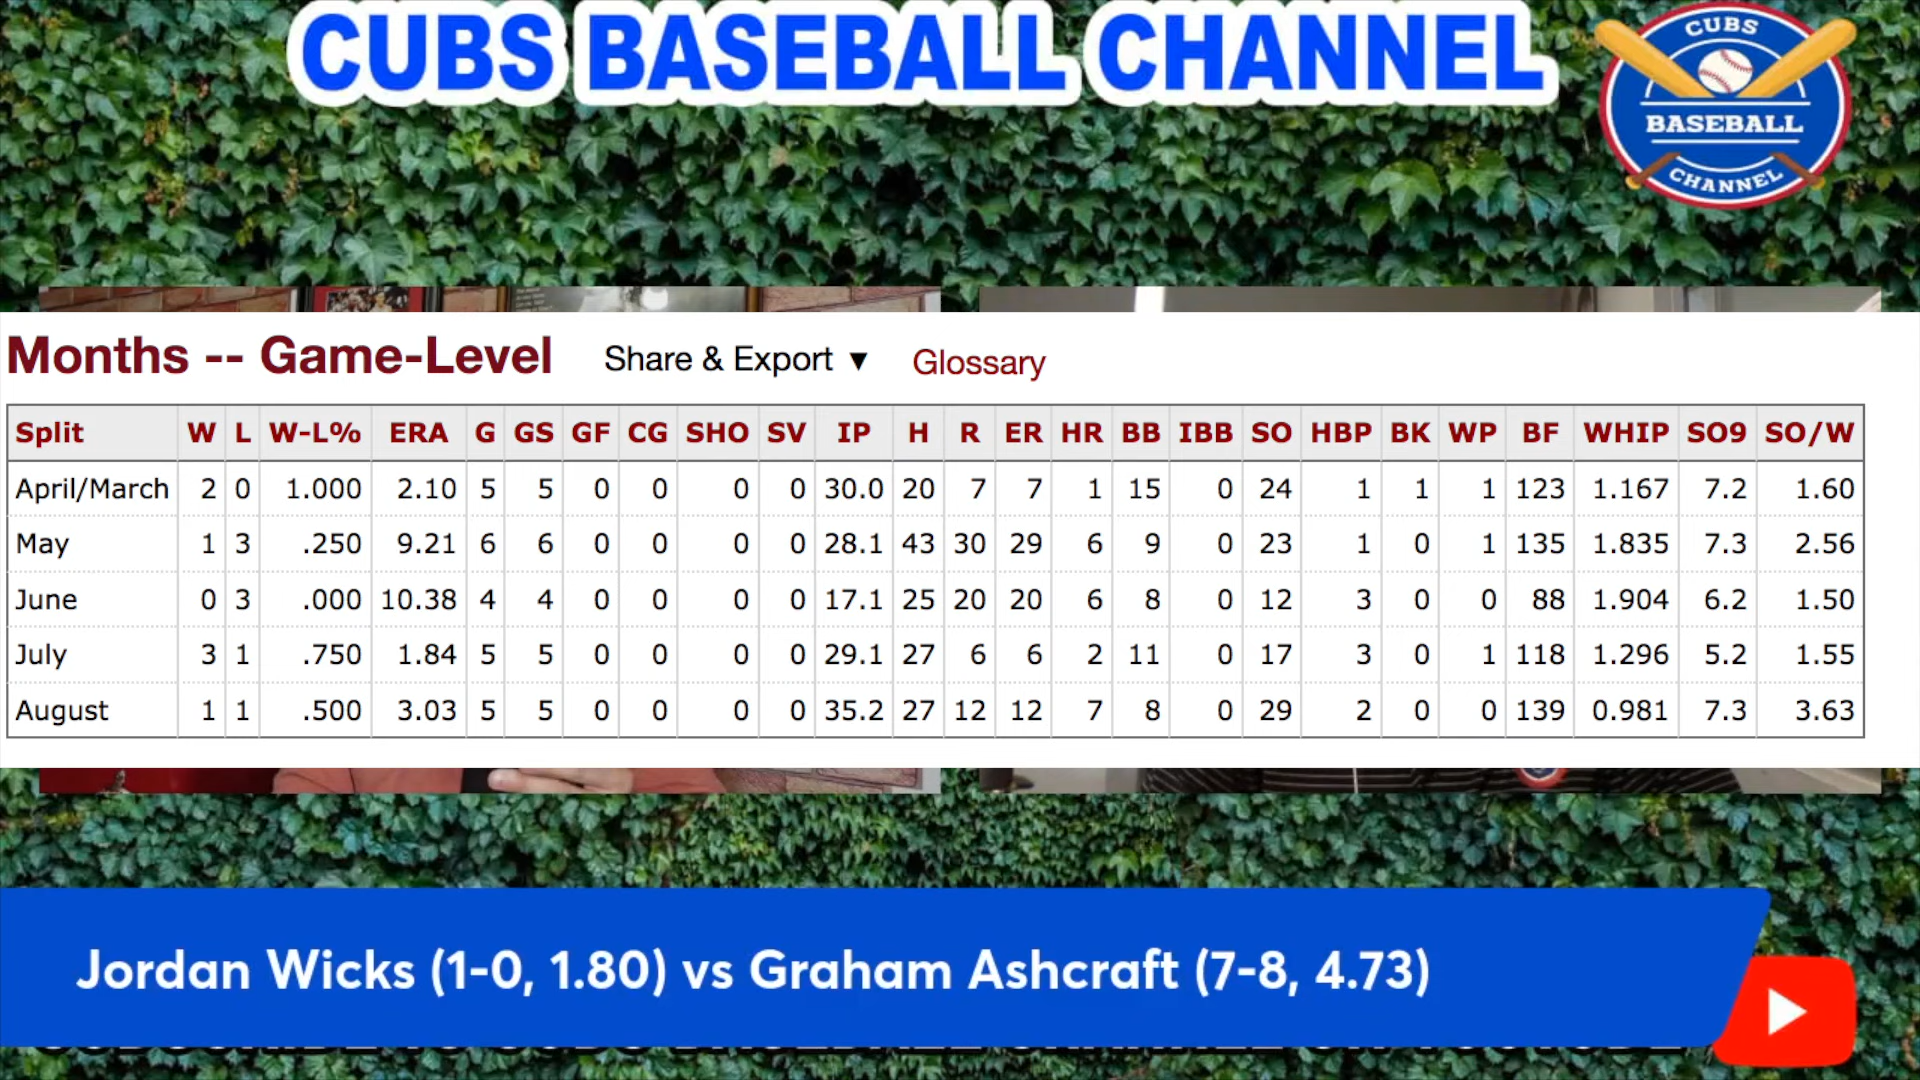 CUBS BASEBALL CHANNEL
CUBS
BASEBALL
CHANNEL
Months -- Game-Level Share & Export ▼ Glossary
Split W L W-L% ERA G GS GF CG SHO SV IP H R ER HR BB IBB SO HBP BK WP BF WHIP SO9 SO/W
April/March 2 0 1.000 2.10 5 5 0 0 0 0 30.0 20 7 7 1 15 0 24 1 1 1 123 1.167 7.2 1.60
May 1 3 .250 9.21 6 6 0 0 0 0 28.1 43 30 29 6 9 0 23 1 0 1 135 1.835 7.3 2.56
June 0 3 .000 10.38 4 4 0 0 0 0 17.1 25 20 20 6 8 0 12 3 0 0 88 1.904 6.2 1.50
July 3 1 .750 1.84 5 5 0 0 0 0 29.1 27 6 6 2 11 0 17 3 0 1 118 1.296 5.2 1.55
August 1 1 .500 3.03 5 5 0 0 0 0 35.2 27 12 12 7 8 0 29 2 0 0 139 0.981 7.3 3.63
Jordan Wicks (1-0, 1.80) vs Graham Ashcraft (7-8, 4.73)